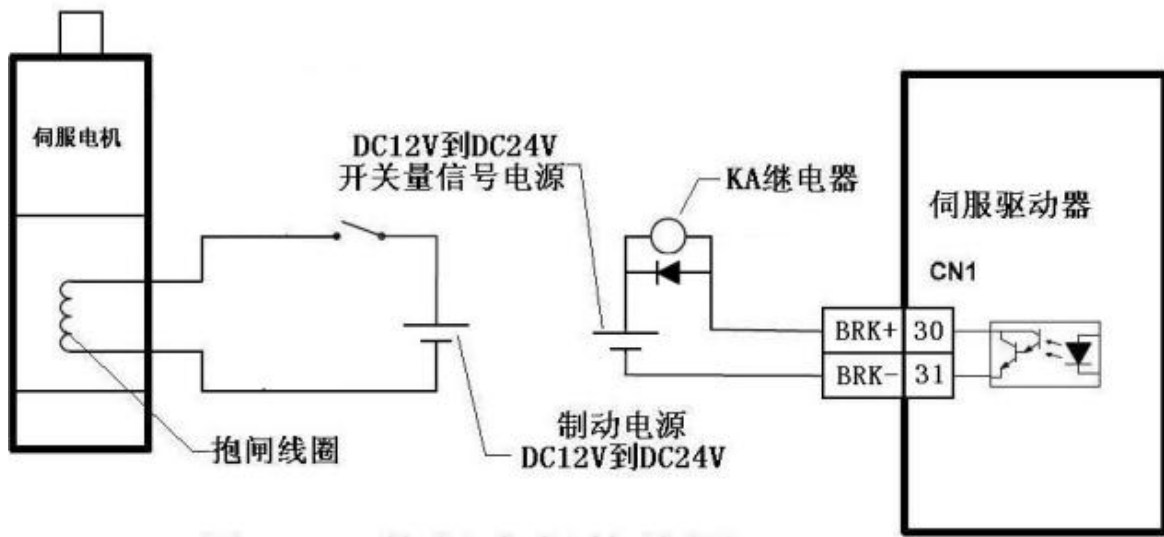 伺服电机
DC12V到DC24V
开关量信号电源
KA继电器
伺服驱动器
CN1
BRK+ 30
BRK- 31
制动电源
DC12V到DC24V
抱闸线圈